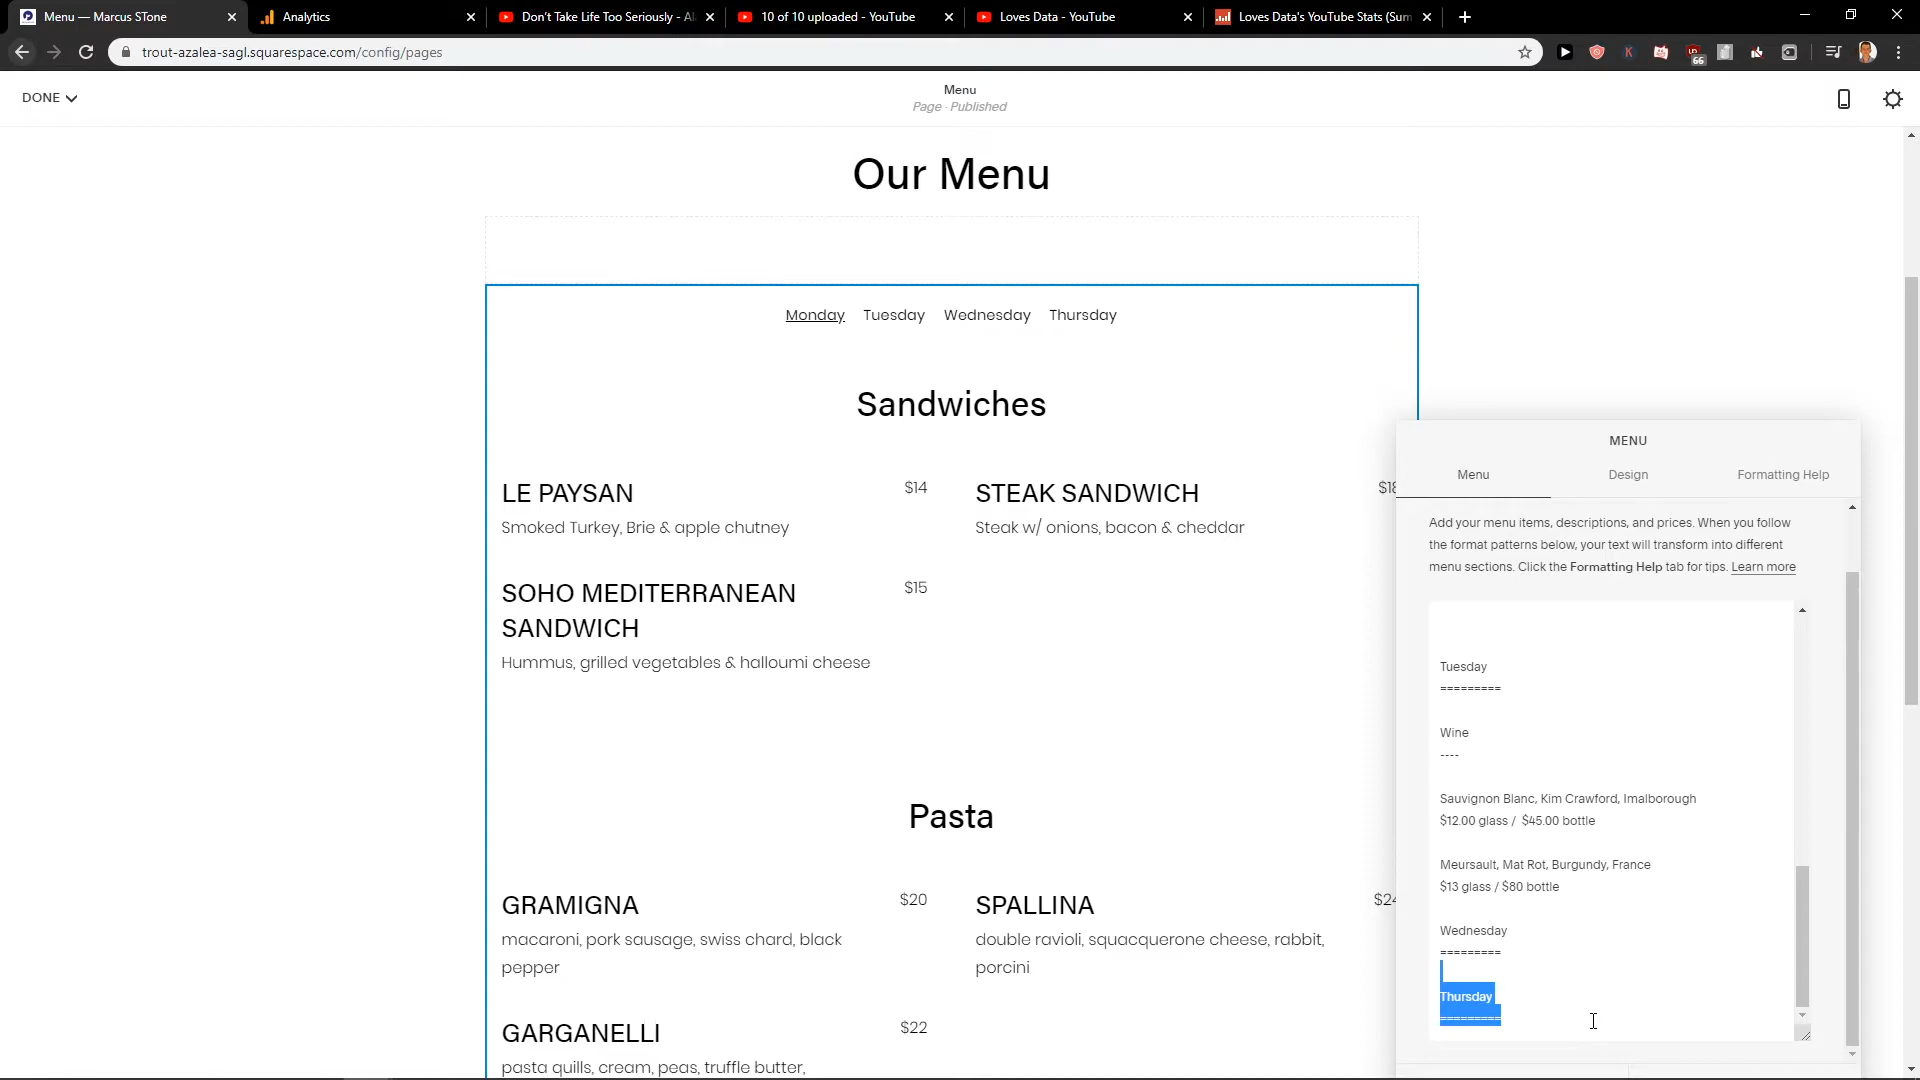 Menu — Marcus STone
Analytics
Don't Take Life Too Seriously - Al
10 of 10 uploaded - YouTube
Loves Data - YouTube
Loves Data's YouTube Stats (Sum
trout-azalea-sagl.squarespace.com/config/pages
66
DONE
Menu
Page · Published
Our Menu
Monday Tuesday Wednesday Thursday
Sandwiches
LE PAYSAN $14
Smoked Turkey, Brie & apple chutney
STEAK SANDWICH $18
Steak w/ onions, bacon & cheddar
SOHO MEDITERRANEAN $15
SANDWICH
Hummus, grilled vegetables & halloumi cheese
Pasta
GRAMIGNA $20
macaroni, pork sausage, swiss chard, black
pepper
SPALLINA $24
double ravioli, squacquerone cheese, rabbit,
porcini
GARGANELLI $22
pasta quills, cream, peas, truffle butter,
MENU
Menu Design Formatting Help
Add your menu items, descriptions, and prices. When you follow
the format patterns below, your text will transform into different
menu sections. Click the Formatting Help tab for tips. Learn more
Tuesday
=========
Wine
----
Sauvignon Blanc, Kim Crawford, Imalborough
$12.00 glass / $45.00 bottle
Meursault, Mat Rot, Burgundy, France
$13 glass / $80 bottle
Wednesday
=========
Thursday
=========